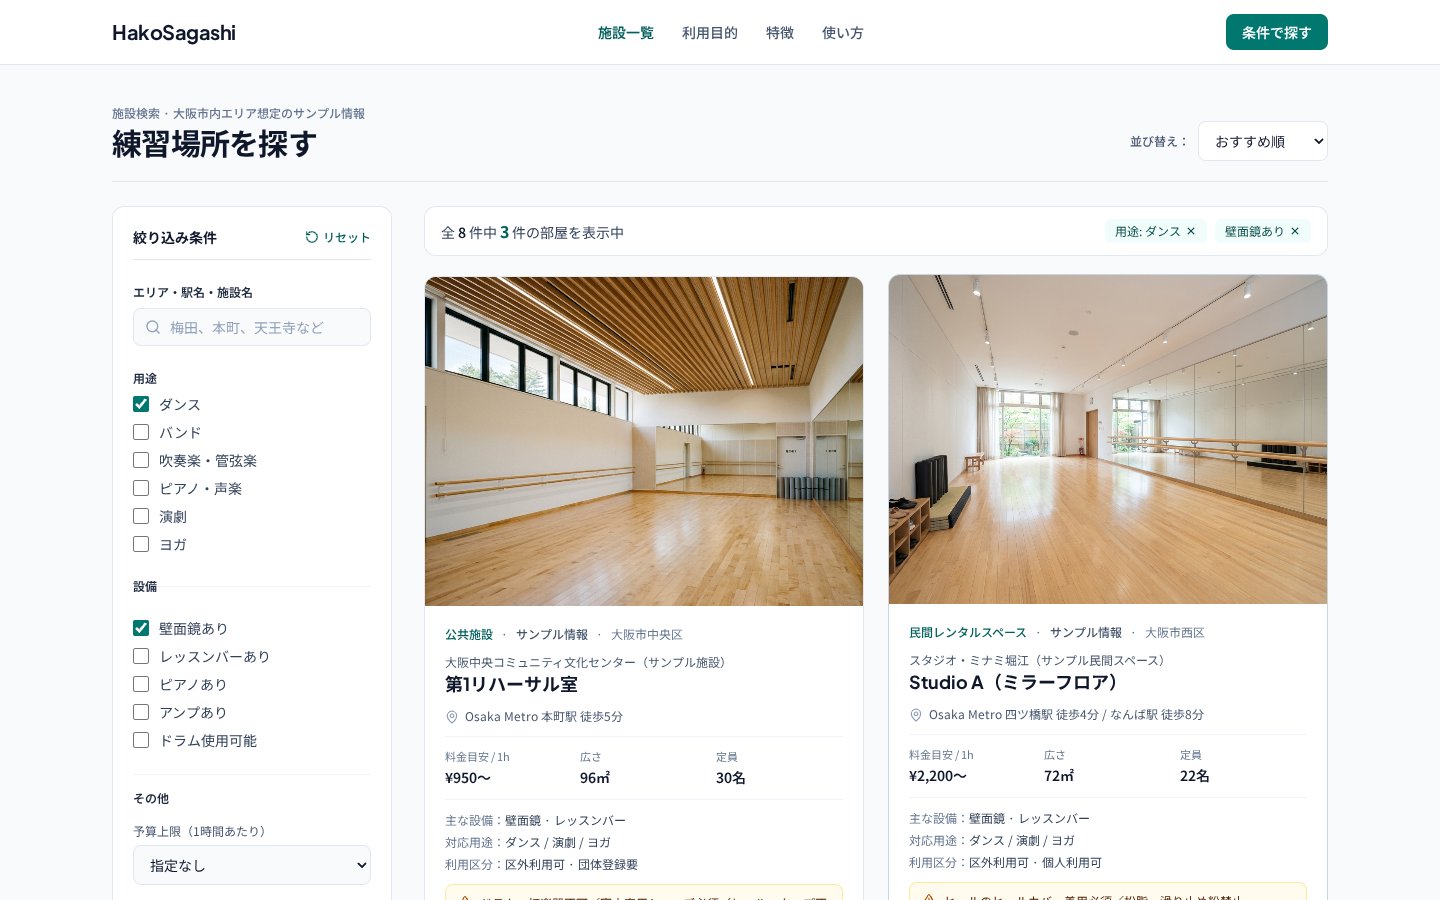 HakoSagashi
施設一覧 利用目的 特徴 使い方
条件で探す
施設検索・大阪市内エリア想定のサンプル情報
練習場所を探す
並び替え：
おすすめ順
絞り込み条件
リセット
エリア・駅名・施設名
梅田、本町、天王寺など
用途
ダンス
バンド
吹奏楽・管弦楽
ピアノ・声楽
演劇
ヨガ
設備
壁面鏡あり
レッスンバーあり
ピアノあり
アンプあり
ドラム使用可能
その他
予算上限（1時間あたり）
指定なし
全 8 件中 3 件の部屋を表示中
用途: ダンス ×
壁面鏡あり ×
公共施設 · サンプル情報 · 大阪市中央区
大阪中央コミュニティ文化センター（サンプル施設）
第1リハーサル室
Osaka Metro 本町駅 徒歩5分
料金目安 / 1h 広さ 定員
¥950〜 96㎡ 30名
主な設備：壁面鏡・レッスンバー
対応用途：ダンス / 演劇 / ヨガ
利用区分：区外利用可・団体登録要
民間レンタルスペース · サンプル情報 · 大阪市西区
スタジオ・ミナミ堀江（サンプル民間スペース）
Studio A（ミラーフロア）
Osaka Metro 四ツ橋駅 徒歩4分 / なんば駅 徒歩8分
料金目安 / 1h 広さ 定員
¥2,200〜 72㎡ 22名
主な設備：壁面鏡・レッスンバー
対応用途：ダンス / 演劇 / ヨガ
利用区分：区外利用可・個人利用可